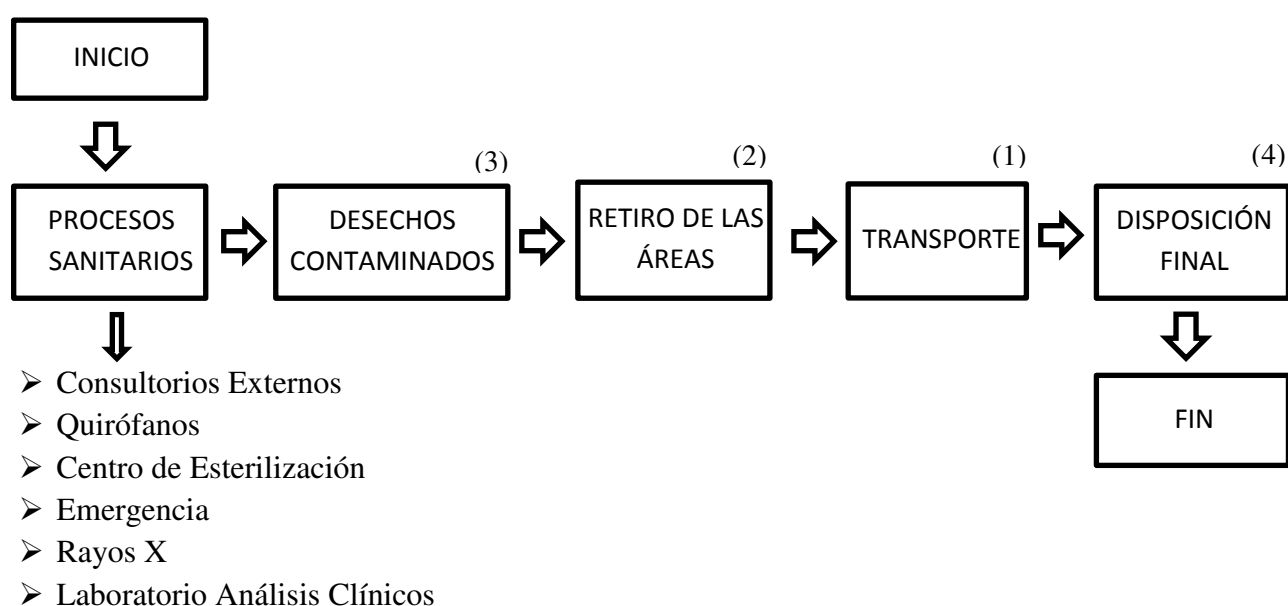 INICIO
(3)
(2)
(1)
(4)
PROCESOS
SANITARIOS
DESECHOS
CONTAMINADOS
RETIRO DE LAS
ÁREAS
TRANSPORTE
DISPOSICIÓN
FINAL
➢ Consultorios Externos
➢ Quirófanos
➢ Centro de Esterilización
➢ Emergencia
➢ Rayos X
➢ Laboratorio Análisis Clínicos
FIN